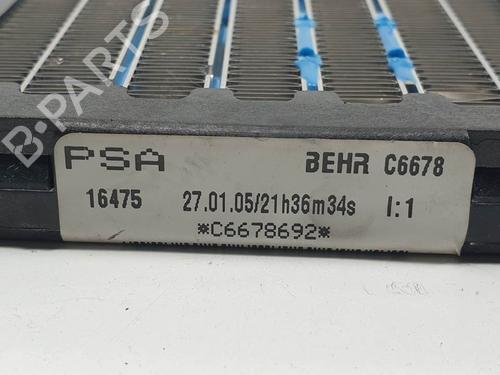 B-PARTS
PSA BEHR C6678
16475 27.01.05/21h36m34s I:1
*C6678692*